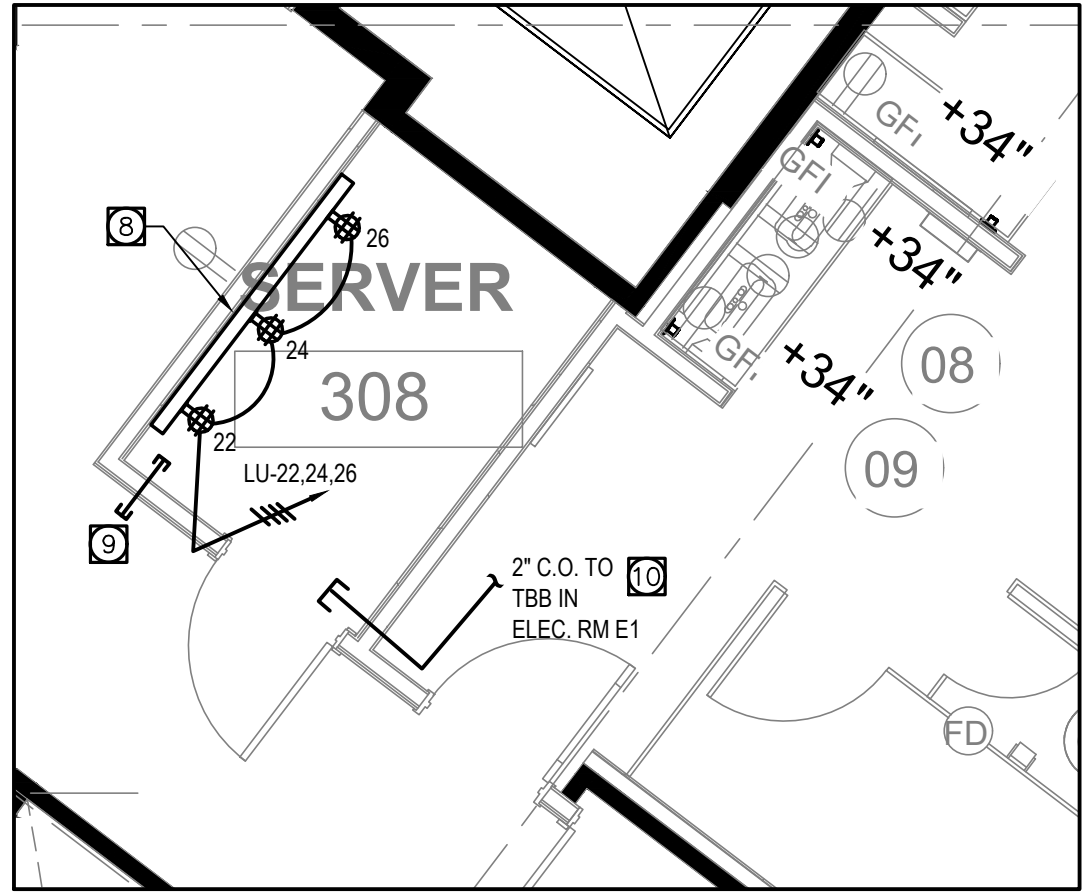 GFI
+34"
GFI
8
26
SERVER
+34"
24
GFI
+34"
08
308
22
09
LU-22,24,26
9
2" C.O. TO
TBB IN
ELEC. RM E1
10
FD